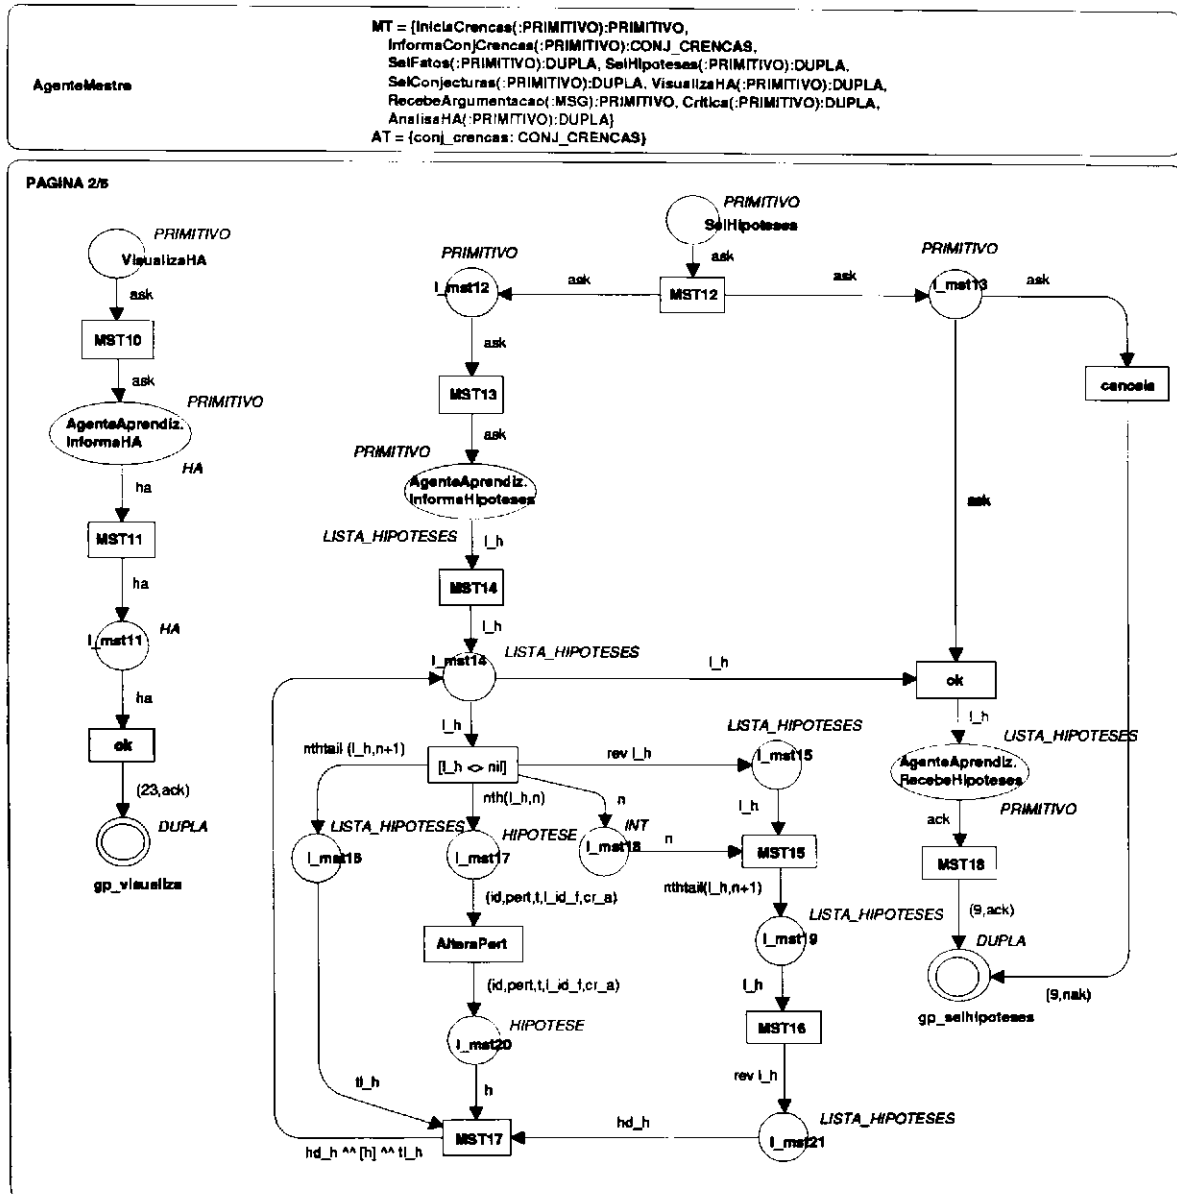 AgenteMestre
MT = {IniciaCrencas(:PRIMITIVO):PRIMITIVO,
InformaConjCrencas(:PRIMITIVO):CONJ_CRENCAS,
SelFatos(:PRIMITIVO):DUPLA, SelHipoteses(:PRIMITIVO):DUPLA,
SelConjecturas(:PRIMITIVO):DUPLA, VisualizaHA(:PRIMITIVO):DUPLA,
RecebeArgumentacao(:MSG):PRIMITIVO, Critica(:PRIMITIVO):DUPLA,
AnalisaHA(:PRIMITIVO):DUPLA}
AT = {conj_crencas: CONJ_CRENCAS}
PAGINA 2/5
PRIMITIVO
VisualizaHA
ask
MST10
ask
PRIMITIVO
AgenteAprendiz.
InformaHA
HA
ha
MST11
ha
HA
I_mst11
ha
ok
(23,ack)
DUPLA
gp_visualiza
PRIMITIVO
SelHipoteses
ask
MST12
ask
ask
PRIMITIVO
I_mst12
ask
MST13
ask
PRIMITIVO
AgenteAprendiz.
InformaHipoteses
LISTA_HIPOTESES
l_h
MST14
l_h
LISTA_HIPOTESES
I_mst14
l_h
l_h
[l_h <> nil]
nthtail (l_h,n+1)
nth(l_h,n)
n
rev l_h
LISTA_HIPOTESES
I_mst16
HIPOTESE
I_mst17
INT
I_mst18
n
LISTA_HIPOTESES
I_mst15
l_h
MST15
nthtail(l_h,n+1)
LISTA_HIPOTESES
I_mst19
l_h
MST16
rev l_h
LISTA_HIPOTESES
I_mst21
hd_h
(id,pert,t,l_id_f,cr_a)
AlteraPert
(id,pert,t,l_id_f,cr_a)
HIPOTESE
I_mst20
h
tl_h
MST17
hd_h ^^ [h] ^^ tl_h
PRIMITIVO
I_mst13
ask
cancela
ask
ok
l_h
LISTA_HIPOTESES
AgenteAprendiz.
RecebeHipoteses
PRIMITIVO
ack
MST18
(9,ack)
DUPLA
(9,nak)
gp_selhipoteses